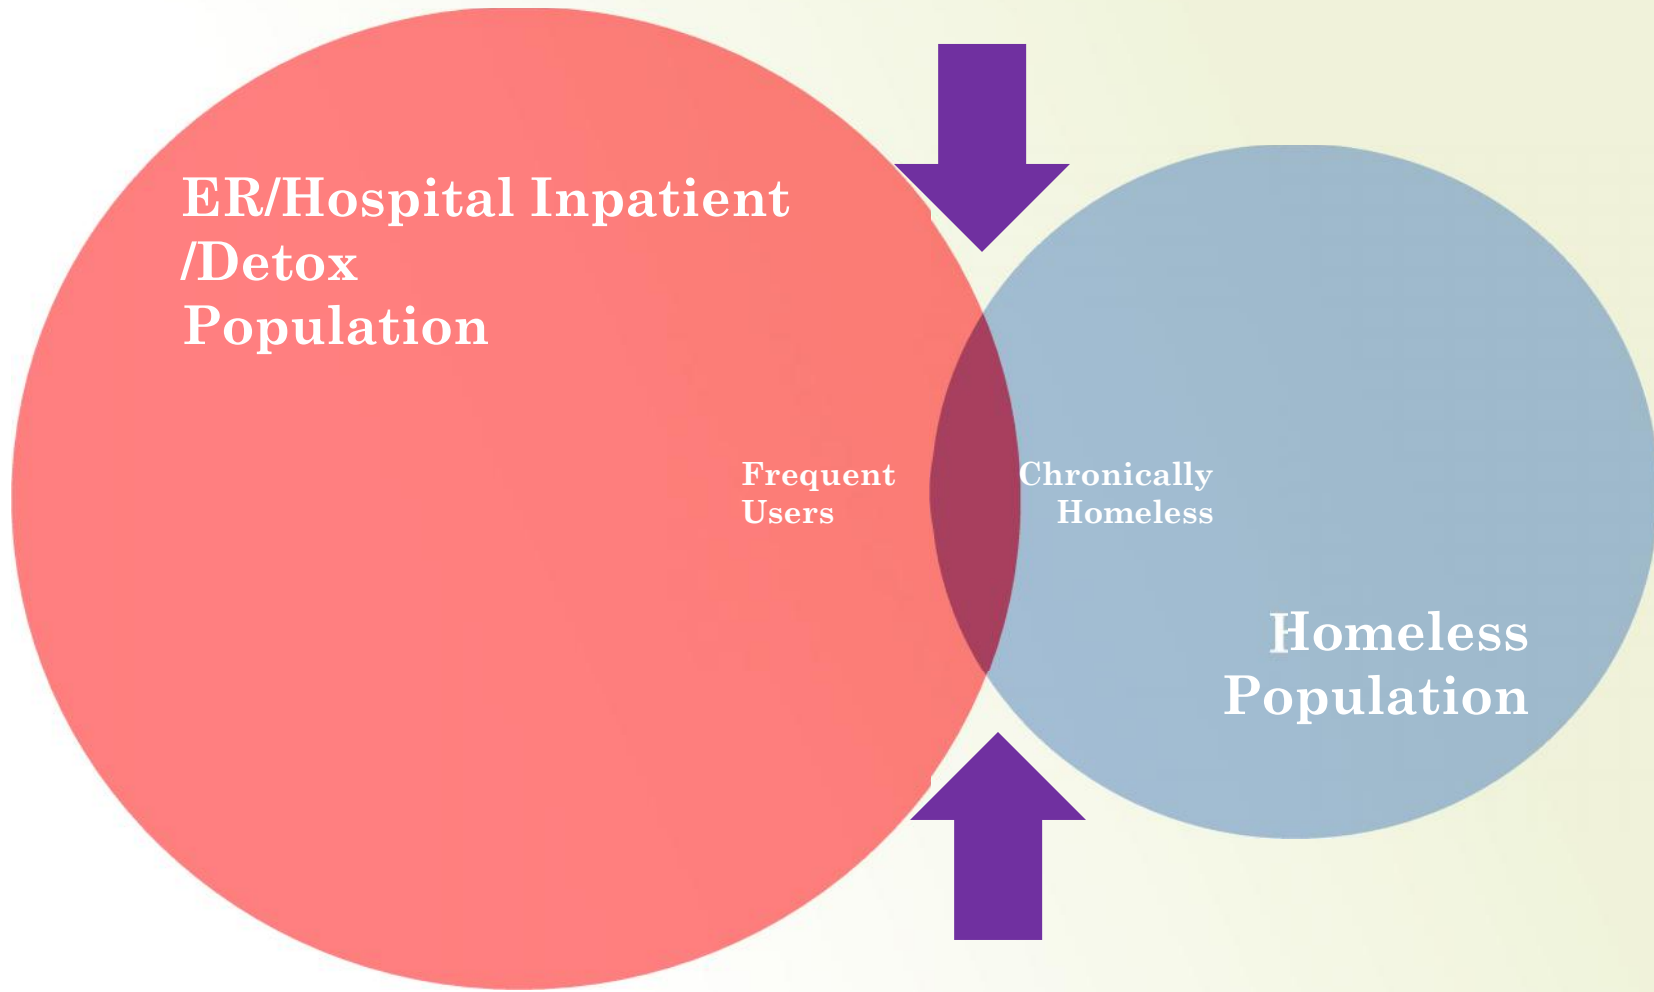 ER/Hospital Inpatient
/Detox
Population
Frequent
Users
Chronically
Homeless
Homeless
Population